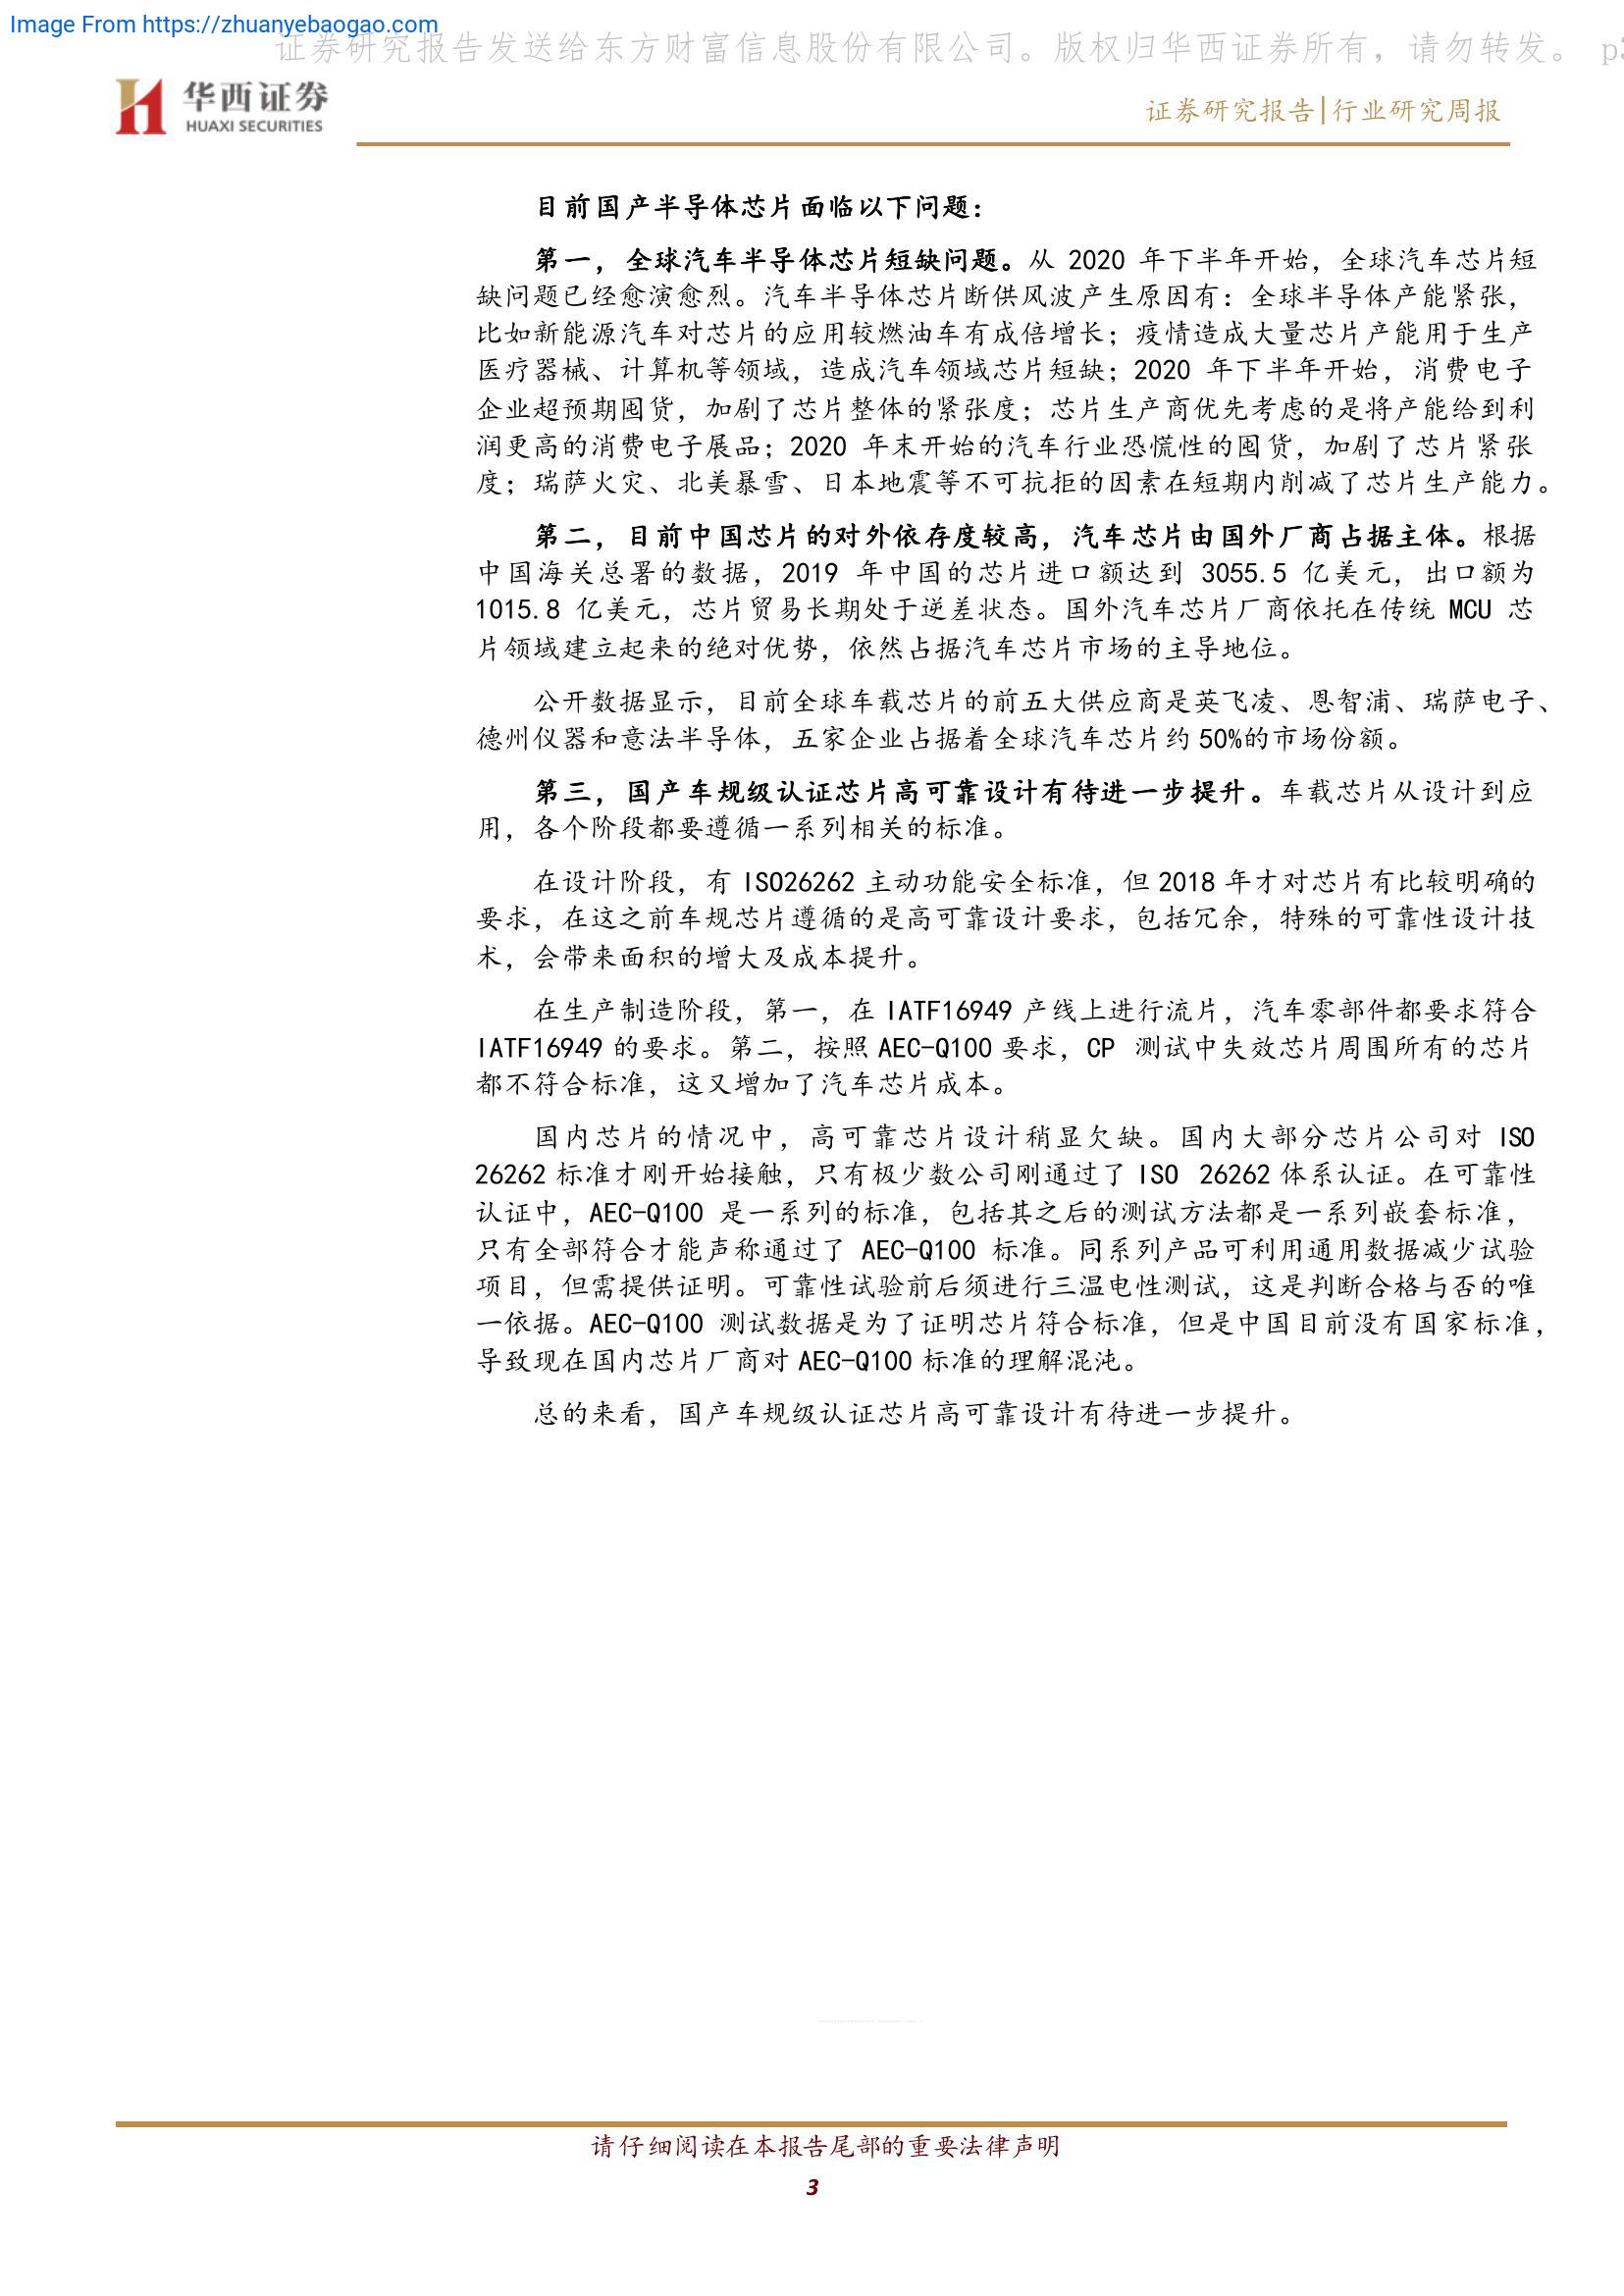 Image From https://zhuanyebaogao.com
证券研究报告发送给东方财富信息股份有限公司。版权归华西证券所有，请勿转发。 p3
华西证券
HUAXI SECURITIES
证券研究报告|行业研究周报
目前国产半导体芯片面临以下问题：
第一，全球汽车半导体芯片短缺问题。从 2020 年下半年开始，全球汽车芯片短
缺问题已经愈演愈烈。汽车半导体芯片断供风波产生原因有：全球半导体产能紧张，
比如新能源汽车对芯片的应用较燃油车有成倍增长；疫情造成大量芯片产能用于生产
医疗器械、计算机等领域，造成汽车领域芯片短缺；2020 年下半年开始，消费电子
企业超预期囤货，加剧了芯片整体的紧张度；芯片生产商优先考虑的是将产能给到利
润更高的消费电子展品；2020 年末开始的汽车行业恐慌性的囤货，加剧了芯片紧张
度；瑞萨火灾、北美暴雪、日本地震等不可抗拒的因素在短期内削减了芯片生产能力。
第二，目前中国芯片的对外依存度较高，汽车芯片由国外厂商占据主体。根据
中国海关总署的数据，2019 年中国的芯片进口额达到 3055.5 亿美元，出口额为
1015.8 亿美元，芯片贸易长期处于逆差状态。国外汽车芯片厂商依托在传统 MCU 芯
片领域建立起来的绝对优势，依然占据汽车芯片市场的主导地位。
公开数据显示，目前全球车载芯片的前五大供应商是英飞凌、恩智浦、瑞萨电子、
德州仪器和意法半导体，五家企业占据着全球汽车芯片约 50%的市场份额。
第三，国产车规级认证芯片高可靠设计有待进一步提升。车载芯片从设计到应
用，各个阶段都要遵循一系列相关的标准。
在设计阶段，有 ISO26262 主动功能安全标准，但 2018 年才对芯片有比较明确的
要求，在这之前车规芯片遵循的是高可靠设计要求，包括冗余，特殊的可靠性设计技
术，会带来面积的增大及成本提升。
在生产制造阶段，第一，在 IATF16949 产线上进行流片，汽车零部件都要求符合
IATF16949 的要求。第二，按照 AEC-Q100 要求，CP 测试中失效芯片周围所有的芯片
都不符合标准，这又增加了汽车芯片成本。
国内芯片的情况中，高可靠芯片设计稍显欠缺。国内大部分芯片公司对 ISO
26262 标准才刚开始接触，只有极少数公司刚通过了 ISO 26262 体系认证。在可靠性
认证中，AEC-Q100 是一系列的标准，包括其之后的测试方法都是一系列嵌套标准，
只有全部符合才能声称通过了 AEC-Q100 标准。同系列产品可利用通用数据减少试验
项目，但需提供证明。可靠性试验前后须进行三温电性测试，这是判断合格与否的唯
一依据。AEC-Q100 测试数据是为了证明芯片符合标准，但是中国目前没有国家标准，
导致现在国内芯片厂商对 AEC-Q100 标准的理解混沌。
总的来看，国产车规级认证芯片高可靠设计有待进一步提升。
请仔细阅读在本报告尾部的重要法律声明
3